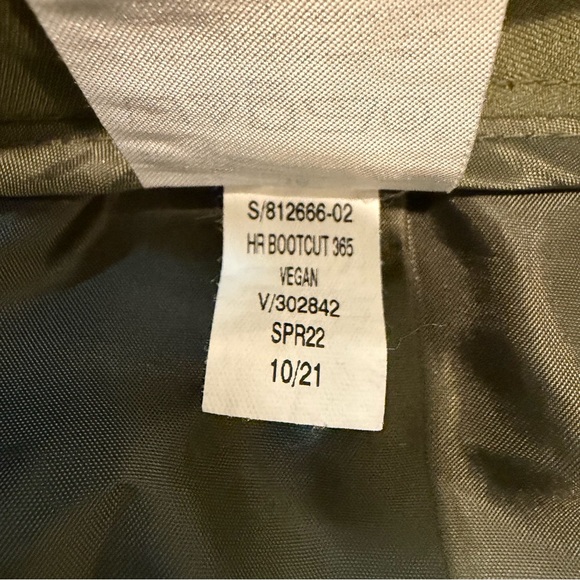 S/812666-02
HR BOOTCUT 365
VEGAN
V/302842
SPR22
10/21